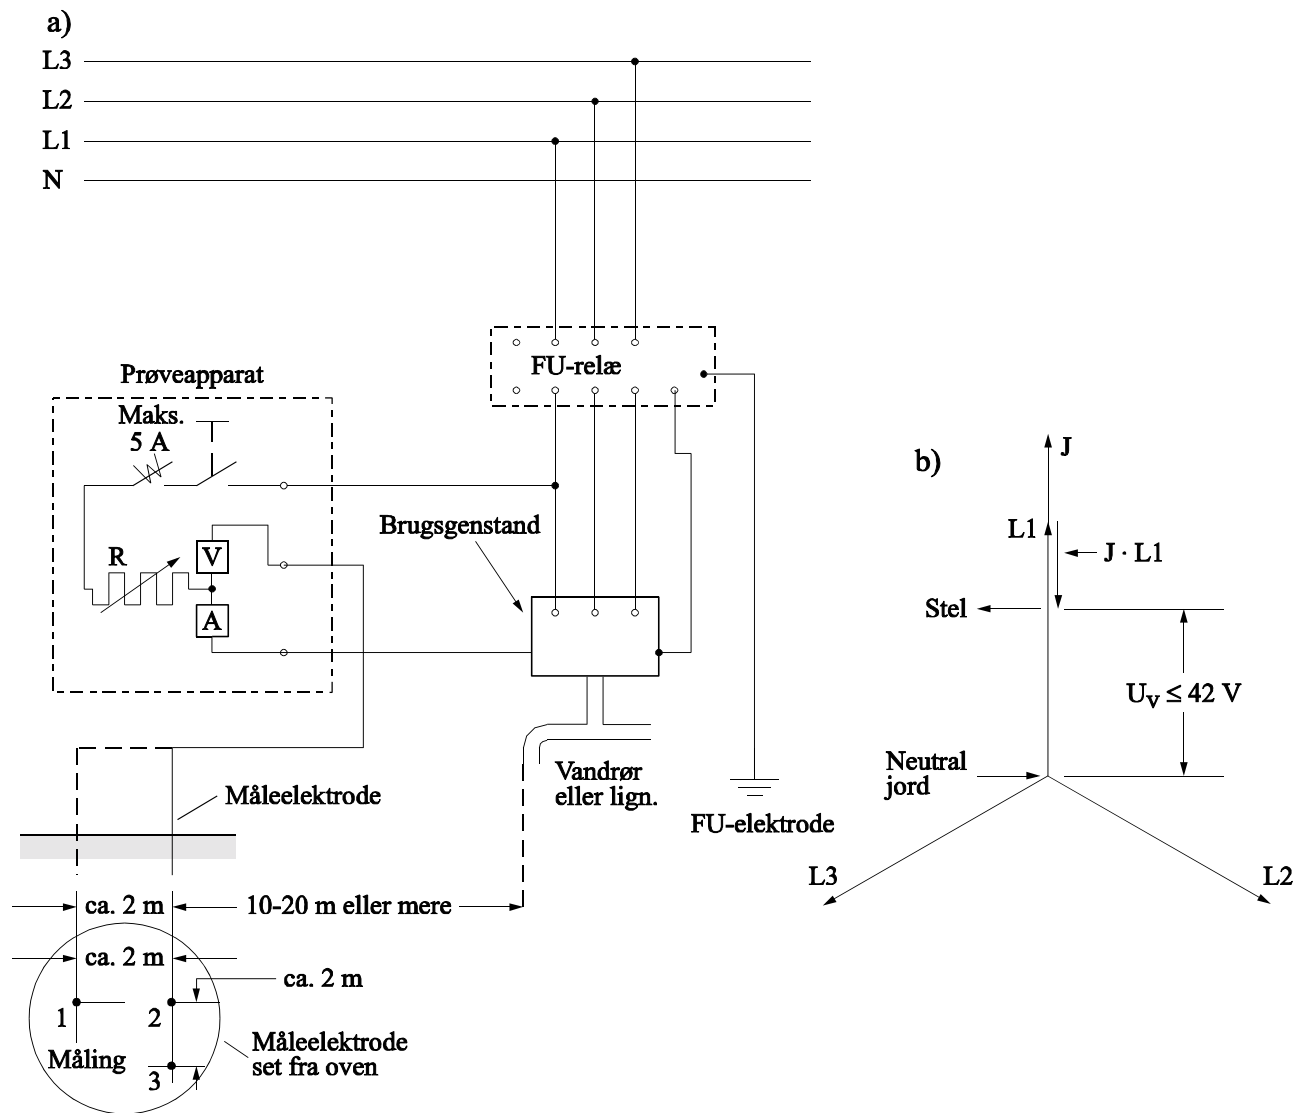 a)
L3
L2
L1
N
FU-relæ
Prøveapparat
Maks.
5 A
J
b)
Brugsgenstand
L1
J · L1
R
V
A
Stel
Uv ≤ 42 V
Neutral
jord
Vandrør
eller lign.
Måleelektrode
FU-elektrode
L3
L2
ca. 2 m
10-20 m eller mere
ca. 2 m
ca. 2 m
1
2
Måleelektrode
set fra oven
Måling
3